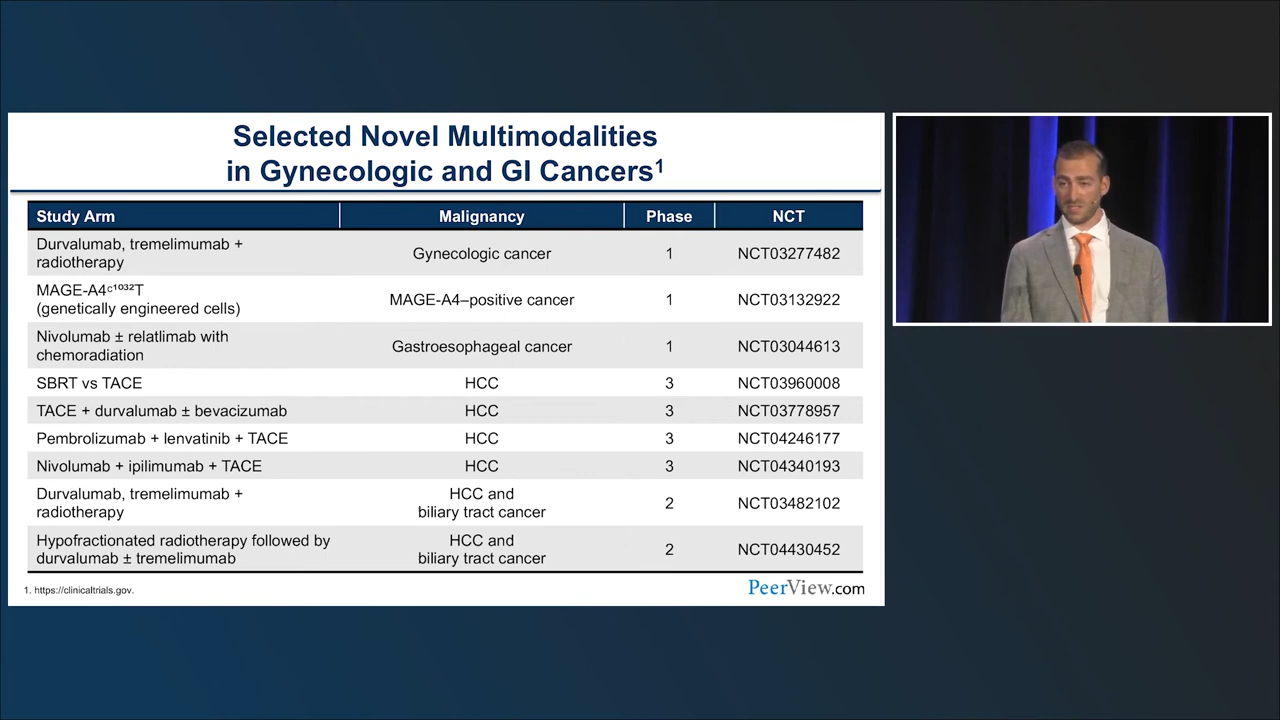 Selected Novel Multimodalities
in Gynecologic and GI Cancers¹
Study Arm Malignancy Phase NCT
Durvalumab, tremelimumab +
radiotherapy
Gynecologic cancer 1 NCT03277482
MAGE-A4ᶜ¹⁰³²T
(genetically engineered cells)
MAGE-A4–positive cancer 1 NCT03132922
Nivolumab ± relatlimab with
chemoradiation
Gastroesophageal cancer 1 NCT03044613
SBRT vs TACE HCC 3 NCT03960008
TACE + durvalumab ± bevacizumab HCC 3 NCT03778957
Pembrolizumab + lenvatinib + TACE HCC 3 NCT04246177
Nivolumab + ipilimumab + TACE HCC 3 NCT04340193
Durvalumab, tremelimumab +
radiotherapy
HCC and
biliary tract cancer
2 NCT03482102
Hypofractionated radiotherapy followed by
durvalumab ± tremelimumab
HCC and
biliary tract cancer
2 NCT04430452
1. https://clinicaltrials.gov.
PeerView.com